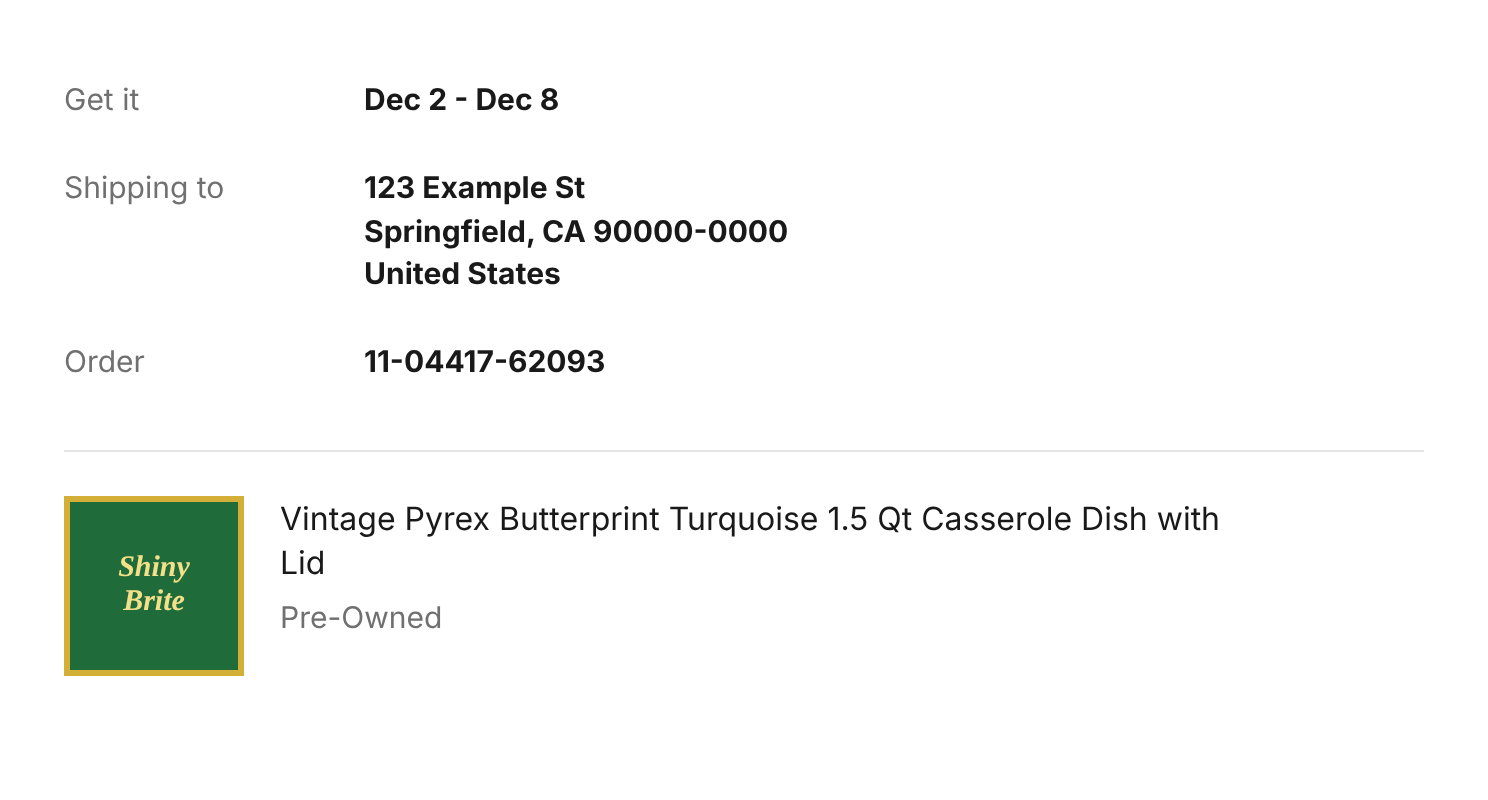 Get it
Dec 2 - Dec 8
Shipping to
123 Example St
Springfield, CA 90000-0000
United States
Order
11-04417-62093
Shiny
Brite
Vintage Pyrex Butterprint Turquoise 1.5 Qt Casserole Dish with
Lid
Pre-Owned